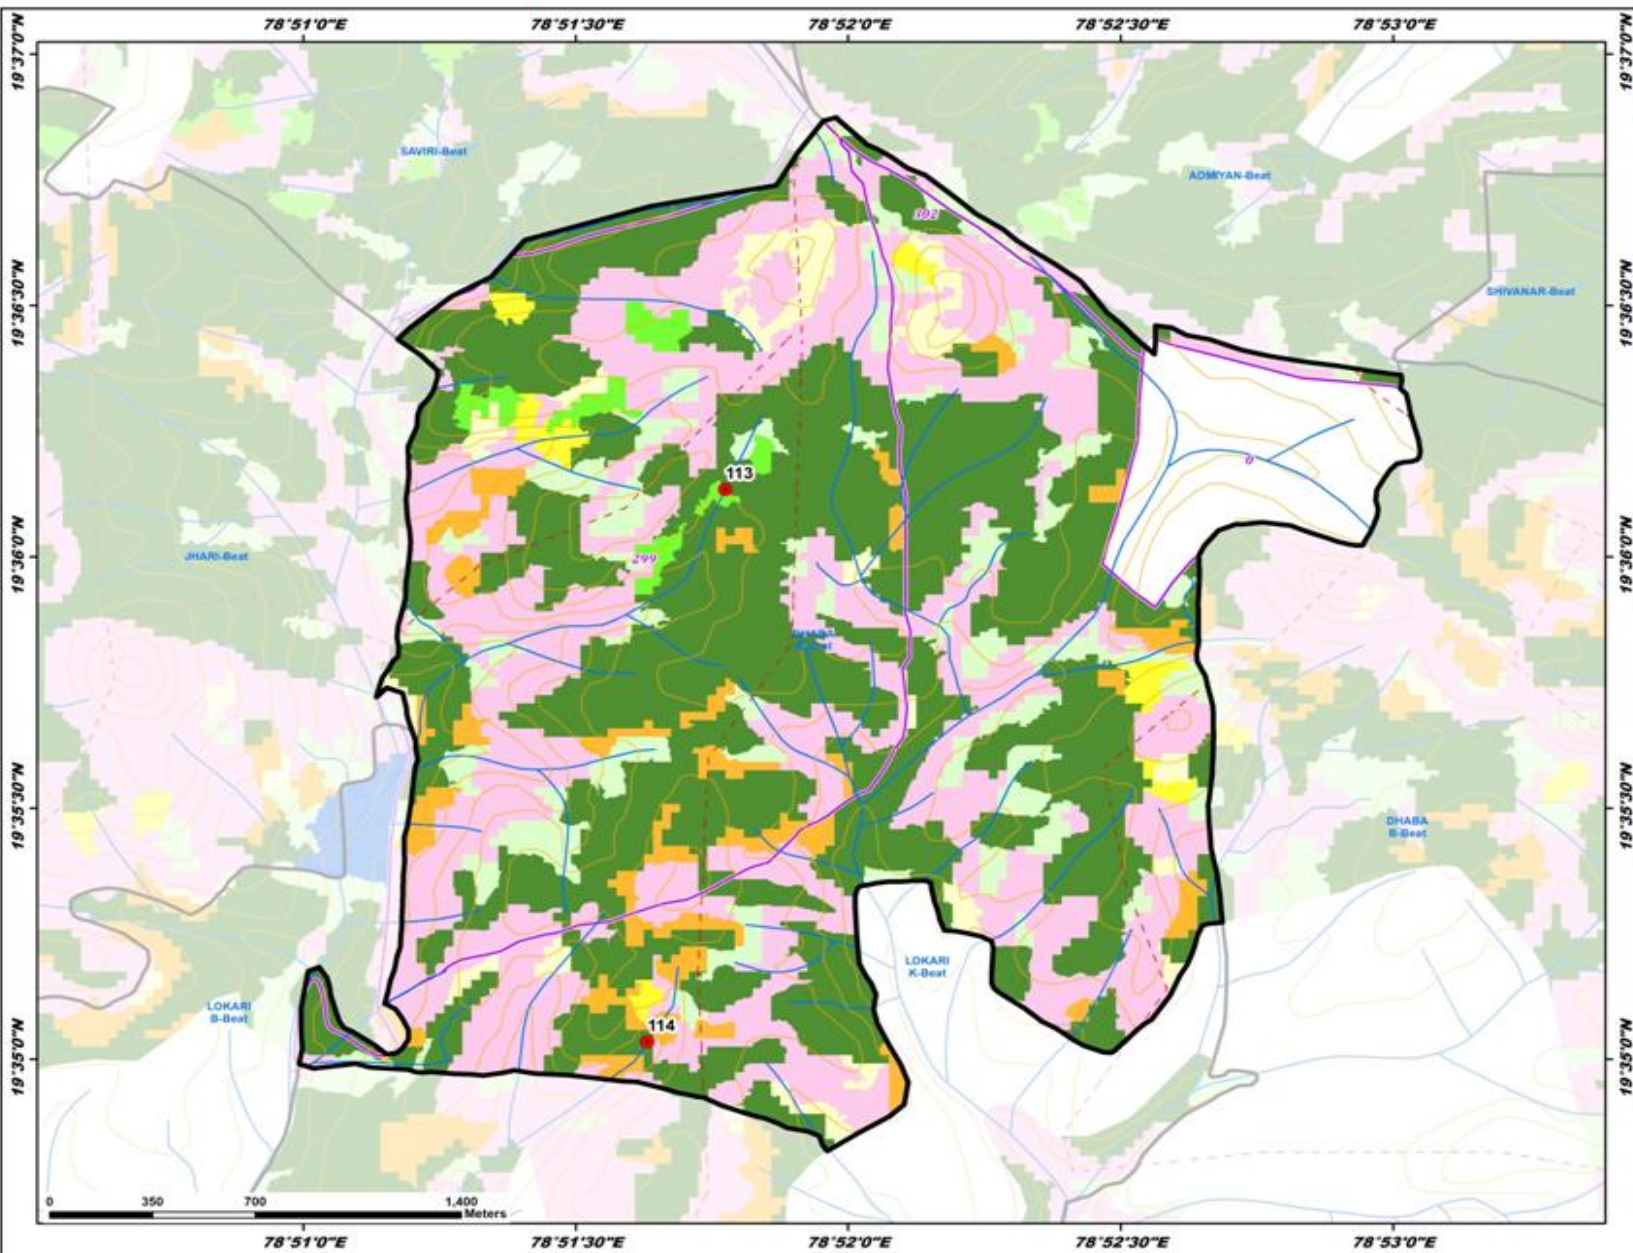 78°51'0"E 78°51'30"E 78°52'0"E 78°52'30"E 78°53'0"E
19°37'0"N 19°37'0"N
SAVIRI-Beat
ADMIYAN-Beat
302
SHIVANAR-Beat
19°36'30"N 19°36'30"N
0
113
JHARI-Beat
299
19°36'0"N 19°36'0"N
19°35'30"N 19°35'30"N
DHABA
B-Beat
LOKARI
K-Beat
LOKARI
B-Beat
114
19°35'0"N 19°35'0"N
0 350 700 1,400
Meters
78°51'0"E 78°51'30"E 78°52'0"E 78°52'30"E 78°53'0"E